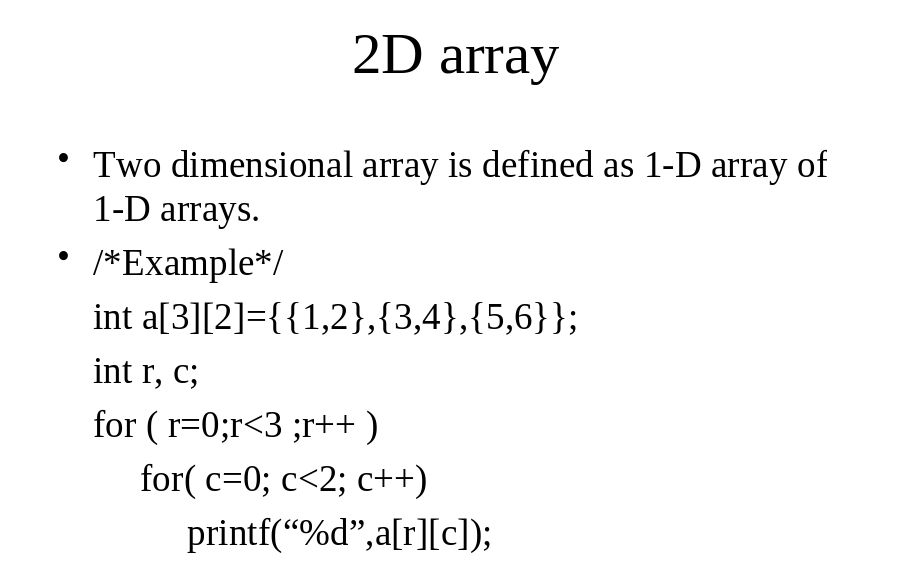 2D array
• Two dimensional array is defined as 1-D array of
1-D arrays.
• /*Example*/
int a[3][2]={{1,2},{3,4},{5,6}};
int r, c;
for ( r=0;r<3 ;r++ )
for( c=0; c<2; c++)
printf(“%d”,a[r][c]);